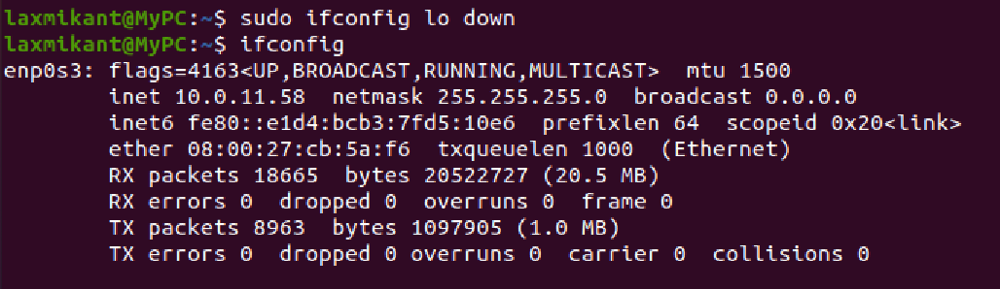 laxmikant@MyPC:~$ sudo ifconfig lo down
laxmikant@MyPC:~$ ifconfig
enp0s3: flags=4163<UP,BROADCAST,RUNNING,MULTICAST>  mtu 1500
        inet 10.0.11.58  netmask 255.255.255.0  broadcast 0.0.0.0
        inet6 fe80::e1d4:bcb3:7fd5:10e6  prefixlen 64  scopeid 0x20<link>
        ether 08:00:27:cb:5a:f6  txqueuelen 1000  (Ethernet)
        RX packets 18665  bytes 20522727 (20.5 MB)
        RX errors 0  dropped 0  overruns 0  frame 0
        TX packets 8963  bytes 1097905 (1.0 MB)
        TX errors 0  dropped 0 overruns 0  carrier 0  collisions 0